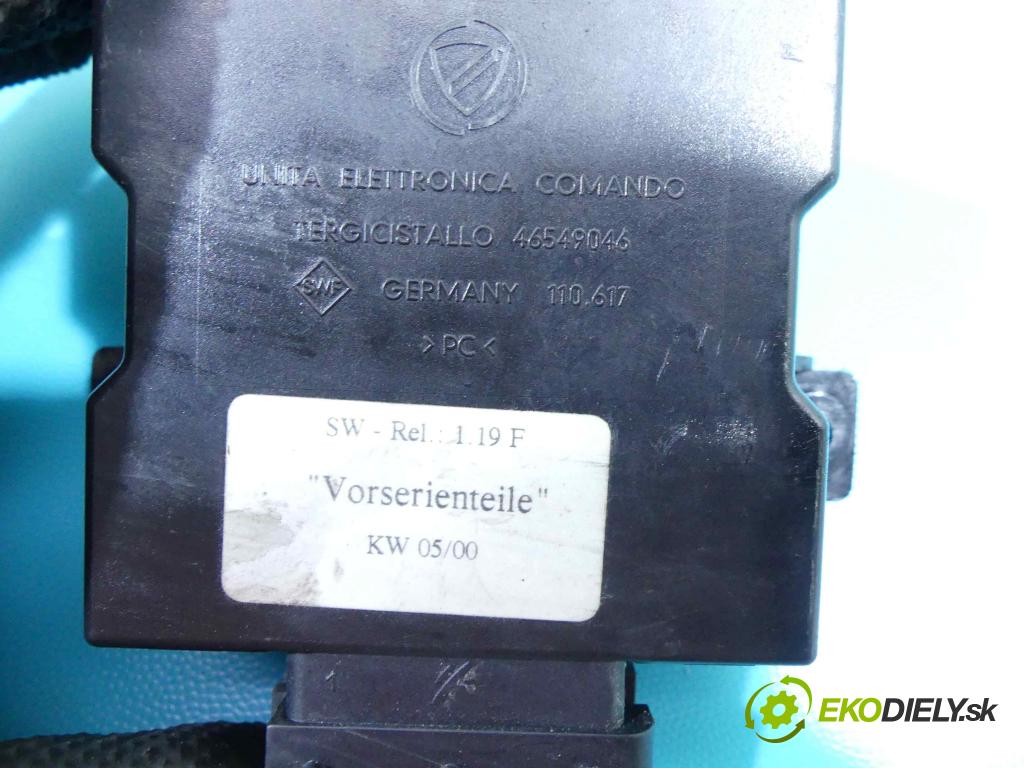 UNITA ELETTRONICA COMANDO
TERGICISTALLO 46549046
SWF GERMANY 110.617
>PC<
SW - Rel.: 1.19 F
"Vorserienteile"
KW 05/00
1
EKODIELY.sk